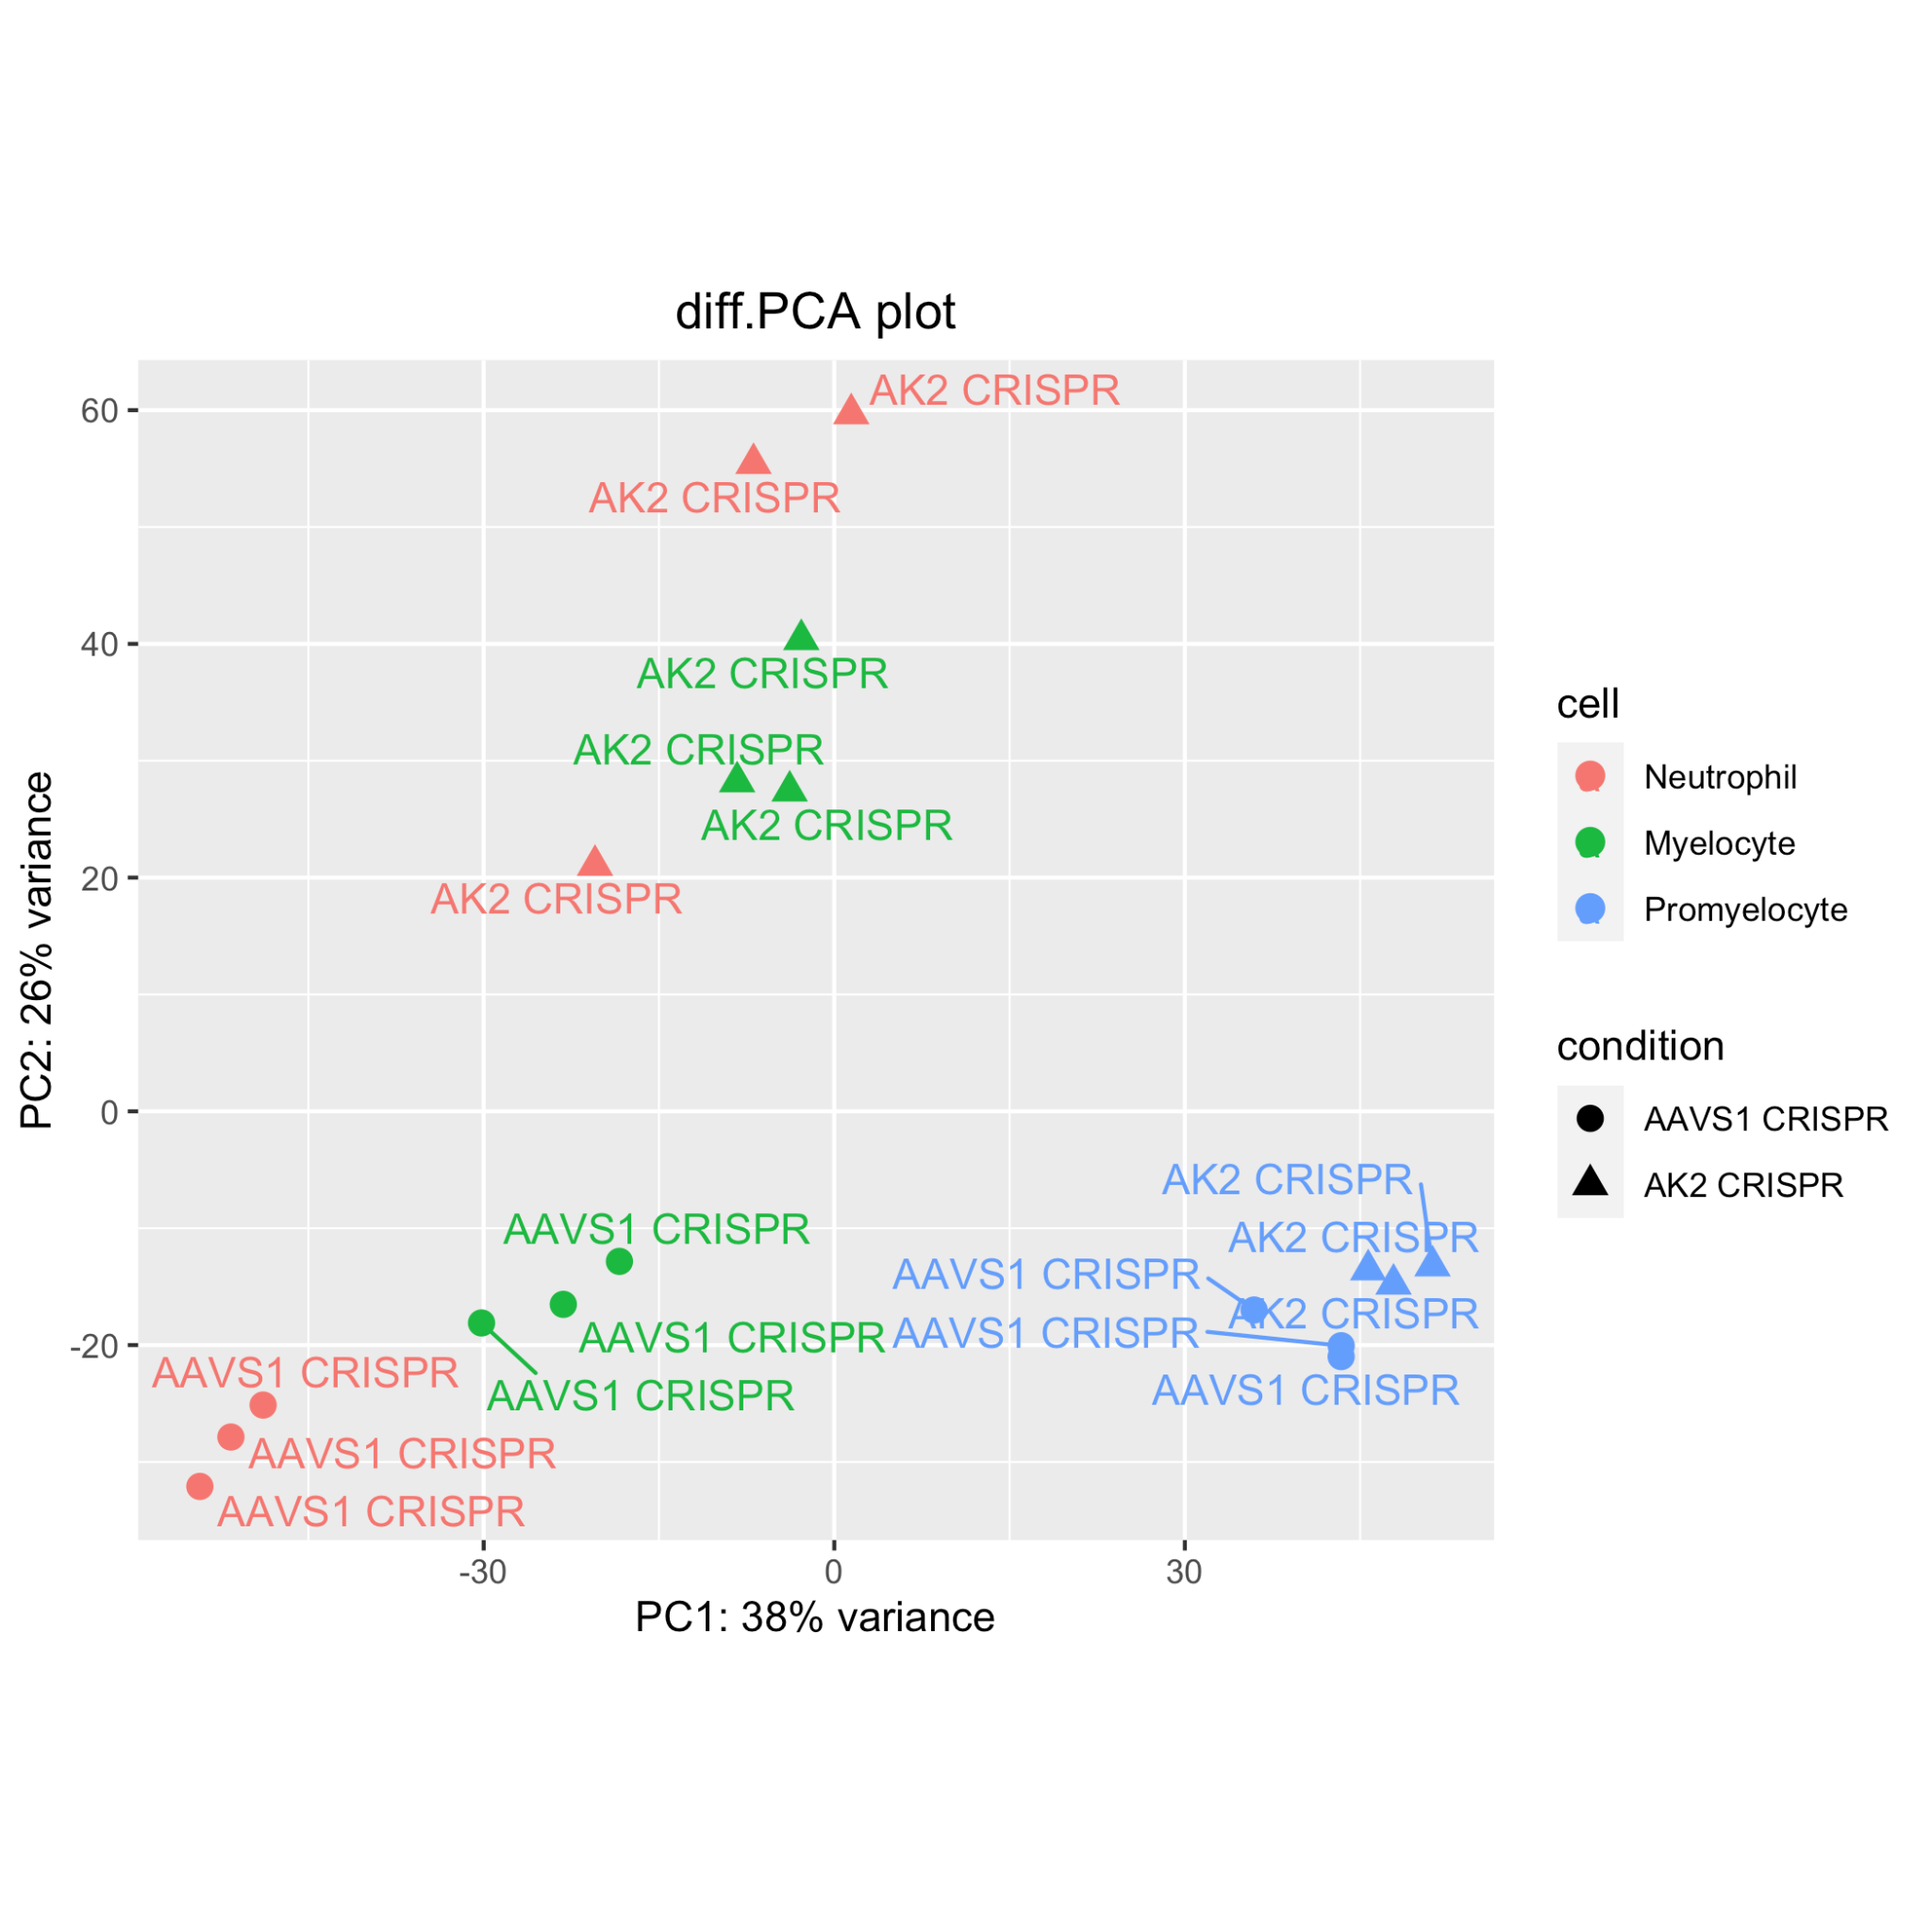 diff.PCA plot
60
AK2 CRISPR
AK2 CRISPR
40
AK2 CRISPR
AK2 CRISPR
AK2 CRISPR
20
AK2 CRISPR
0
AK2 CRISPR
AAVS1 CRISPR
AK2 CRISPR
AAVS1 CRISPR
AK2 CRISPR
AAVS1 CRISPR
AAVS1 CRISPR
-20
AAVS1 CRISPR
AAVS1 CRISPR
AAVS1 CRISPR
AAVS1 CRISPR
AAVS1 CRISPR
-30
0
30
PC1: 38% variance
PC2: 26% variance
cell
Neutrophil
Myelocyte
Promyelocyte
condition
AAVS1 CRISPR
AK2 CRISPR